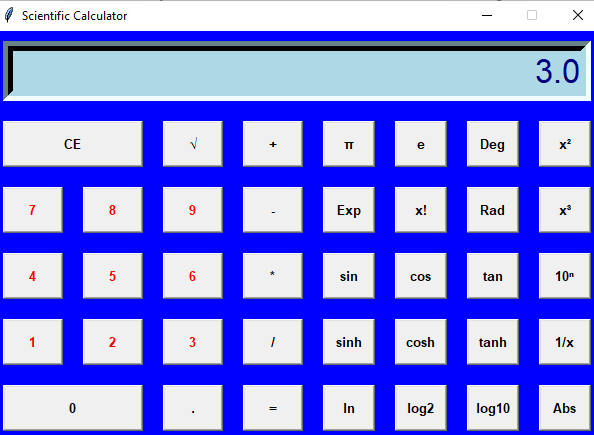 Scientific Calculator
3.0
CE √ + π e Deg x²
7 8 9 - Exp x! Rad x³
4 5 6 * sin cos tan 10ⁿ
1 2 3 / sinh cosh tanh 1/x
0 . = ln log2 log10 Abs